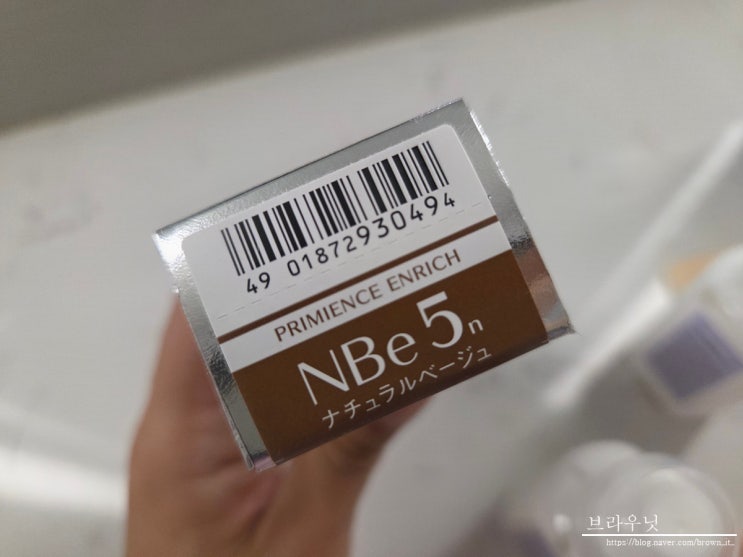 49 01872930494
PRIMIENCE ENRICH
NBe 5n
ナチュラルベージュ
브라우닛
https://blog.naver.com/brown_it_